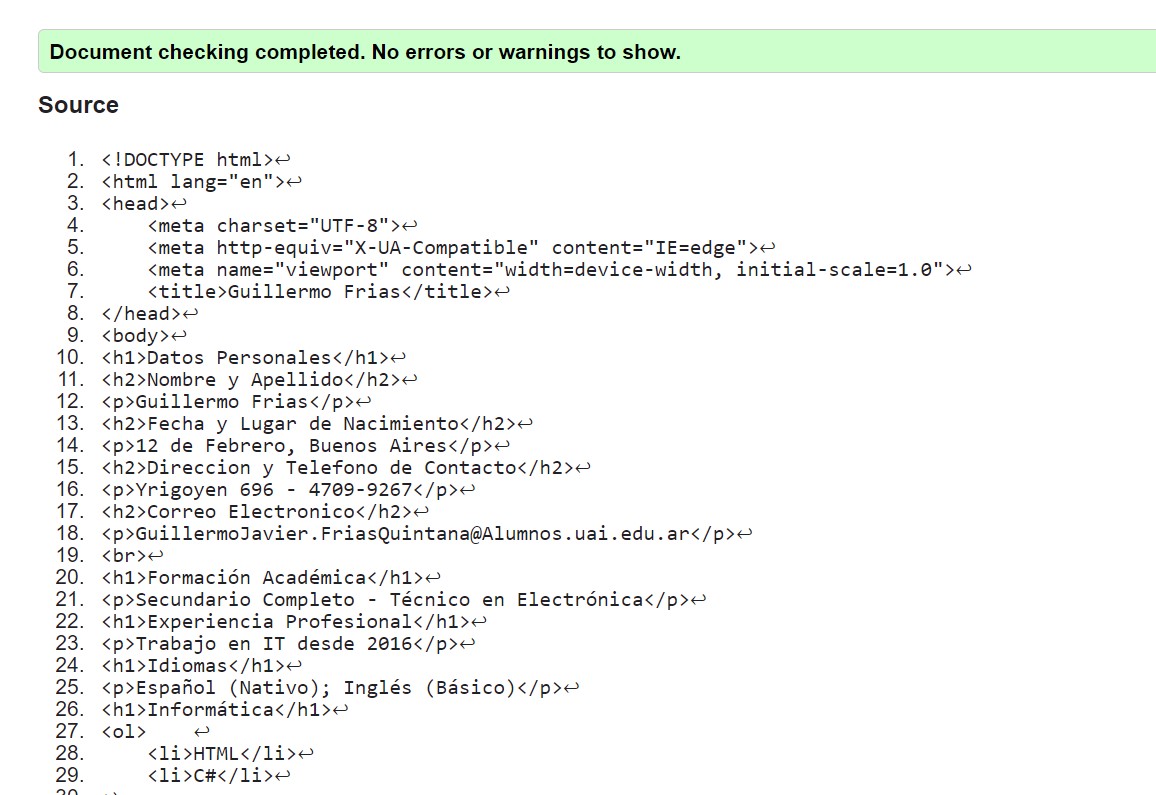 Document checking completed. No errors or warnings to show.
Source
1. <!DOCTYPE html>↩
2. <html lang="en">↩
3. <head>↩
4.     <meta charset="UTF-8">↩
5.     <meta http-equiv="X-UA-Compatible" content="IE=edge">↩
6.     <meta name="viewport" content="width=device-width, initial-scale=1.0">↩
7.     <title>Guillermo Frias</title>↩
8. </head>↩
9. <body>↩
10. <h1>Datos Personales</h1>↩
11. <h2>Nombre y Apellido</h2>↩
12. <p>Guillermo Frias</p>↩
13. <h2>Fecha y Lugar de Nacimiento</h2>↩
14. <p>12 de Febrero, Buenos Aires</p>↩
15. <h2>Direccion y Telefono de Contacto</h2>↩
16. <p>Yrigoyen 696 - 4709-9267</p>↩
17. <h2>Correo Electronico</h2>↩
18. <p>GuillermoJavier.FriasQuintana@Alumnos.uai.edu.ar</p>↩
19. <br>↩
20. <h1>Formación Académica</h1>↩
21. <p>Secundario Completo - Técnico en Electrónica</p>↩
22. <h1>Experiencia Profesional</h1>↩
23. <p>Trabajo en IT desde 2016</p>↩
24. <h1>Idiomas</h1>↩
25. <p>Español (Nativo); Inglés (Básico)</p>↩
26. <h1>Informática</h1>↩
27. <ol>    ↩
28.     <li>HTML</li>↩
29.     <li>C#</li>↩